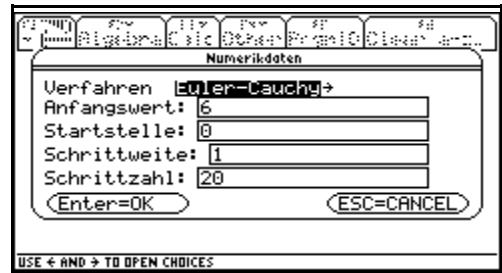 Algebra Calc Other PrgmIO Clean
Numerikdaten
Verfahren Euler-Cauchy→
Anfangswert: 6
Startstelle: 0
Schrittweite: 1
Schrittzahl: 20
Enter=OK ESC=CANCEL
USE ← AND → TO OPEN CHOICES